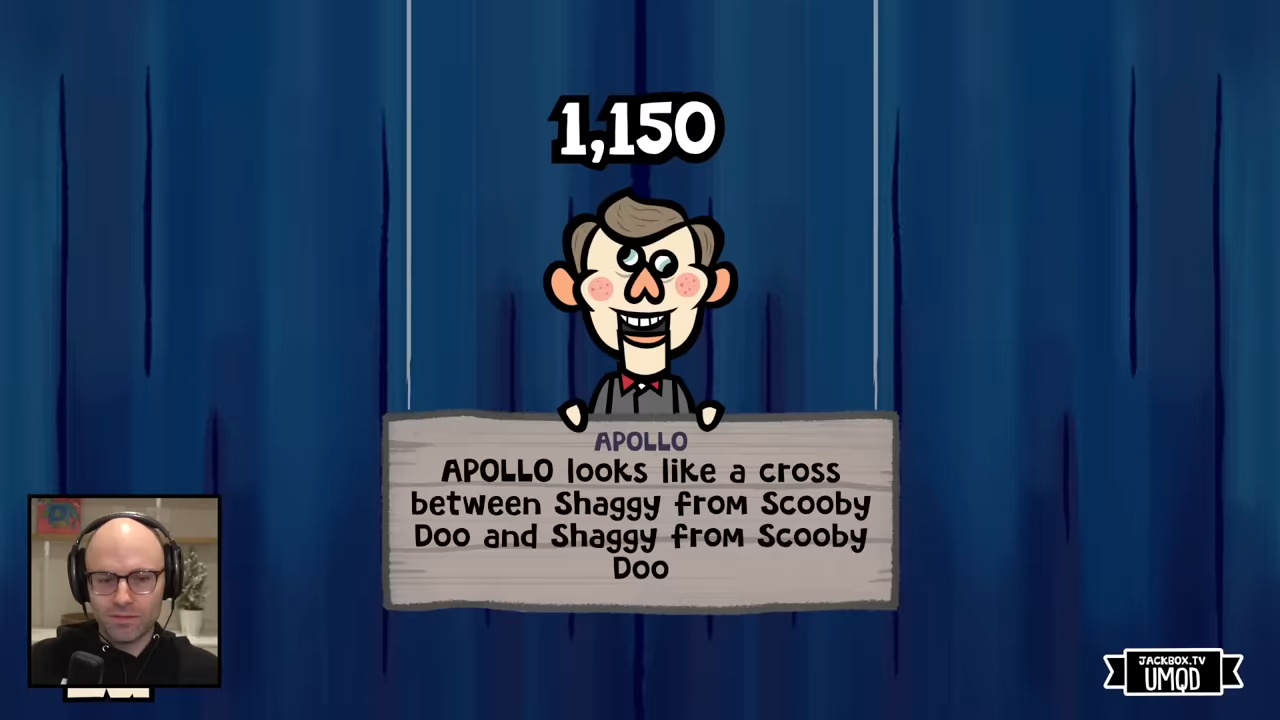 1,150
APOLLO
APOLLO looks like a cross
between Shaggy from Scooby
Doo and Shaggy from Scooby
Doo
JACKBOX.TV
UMQD